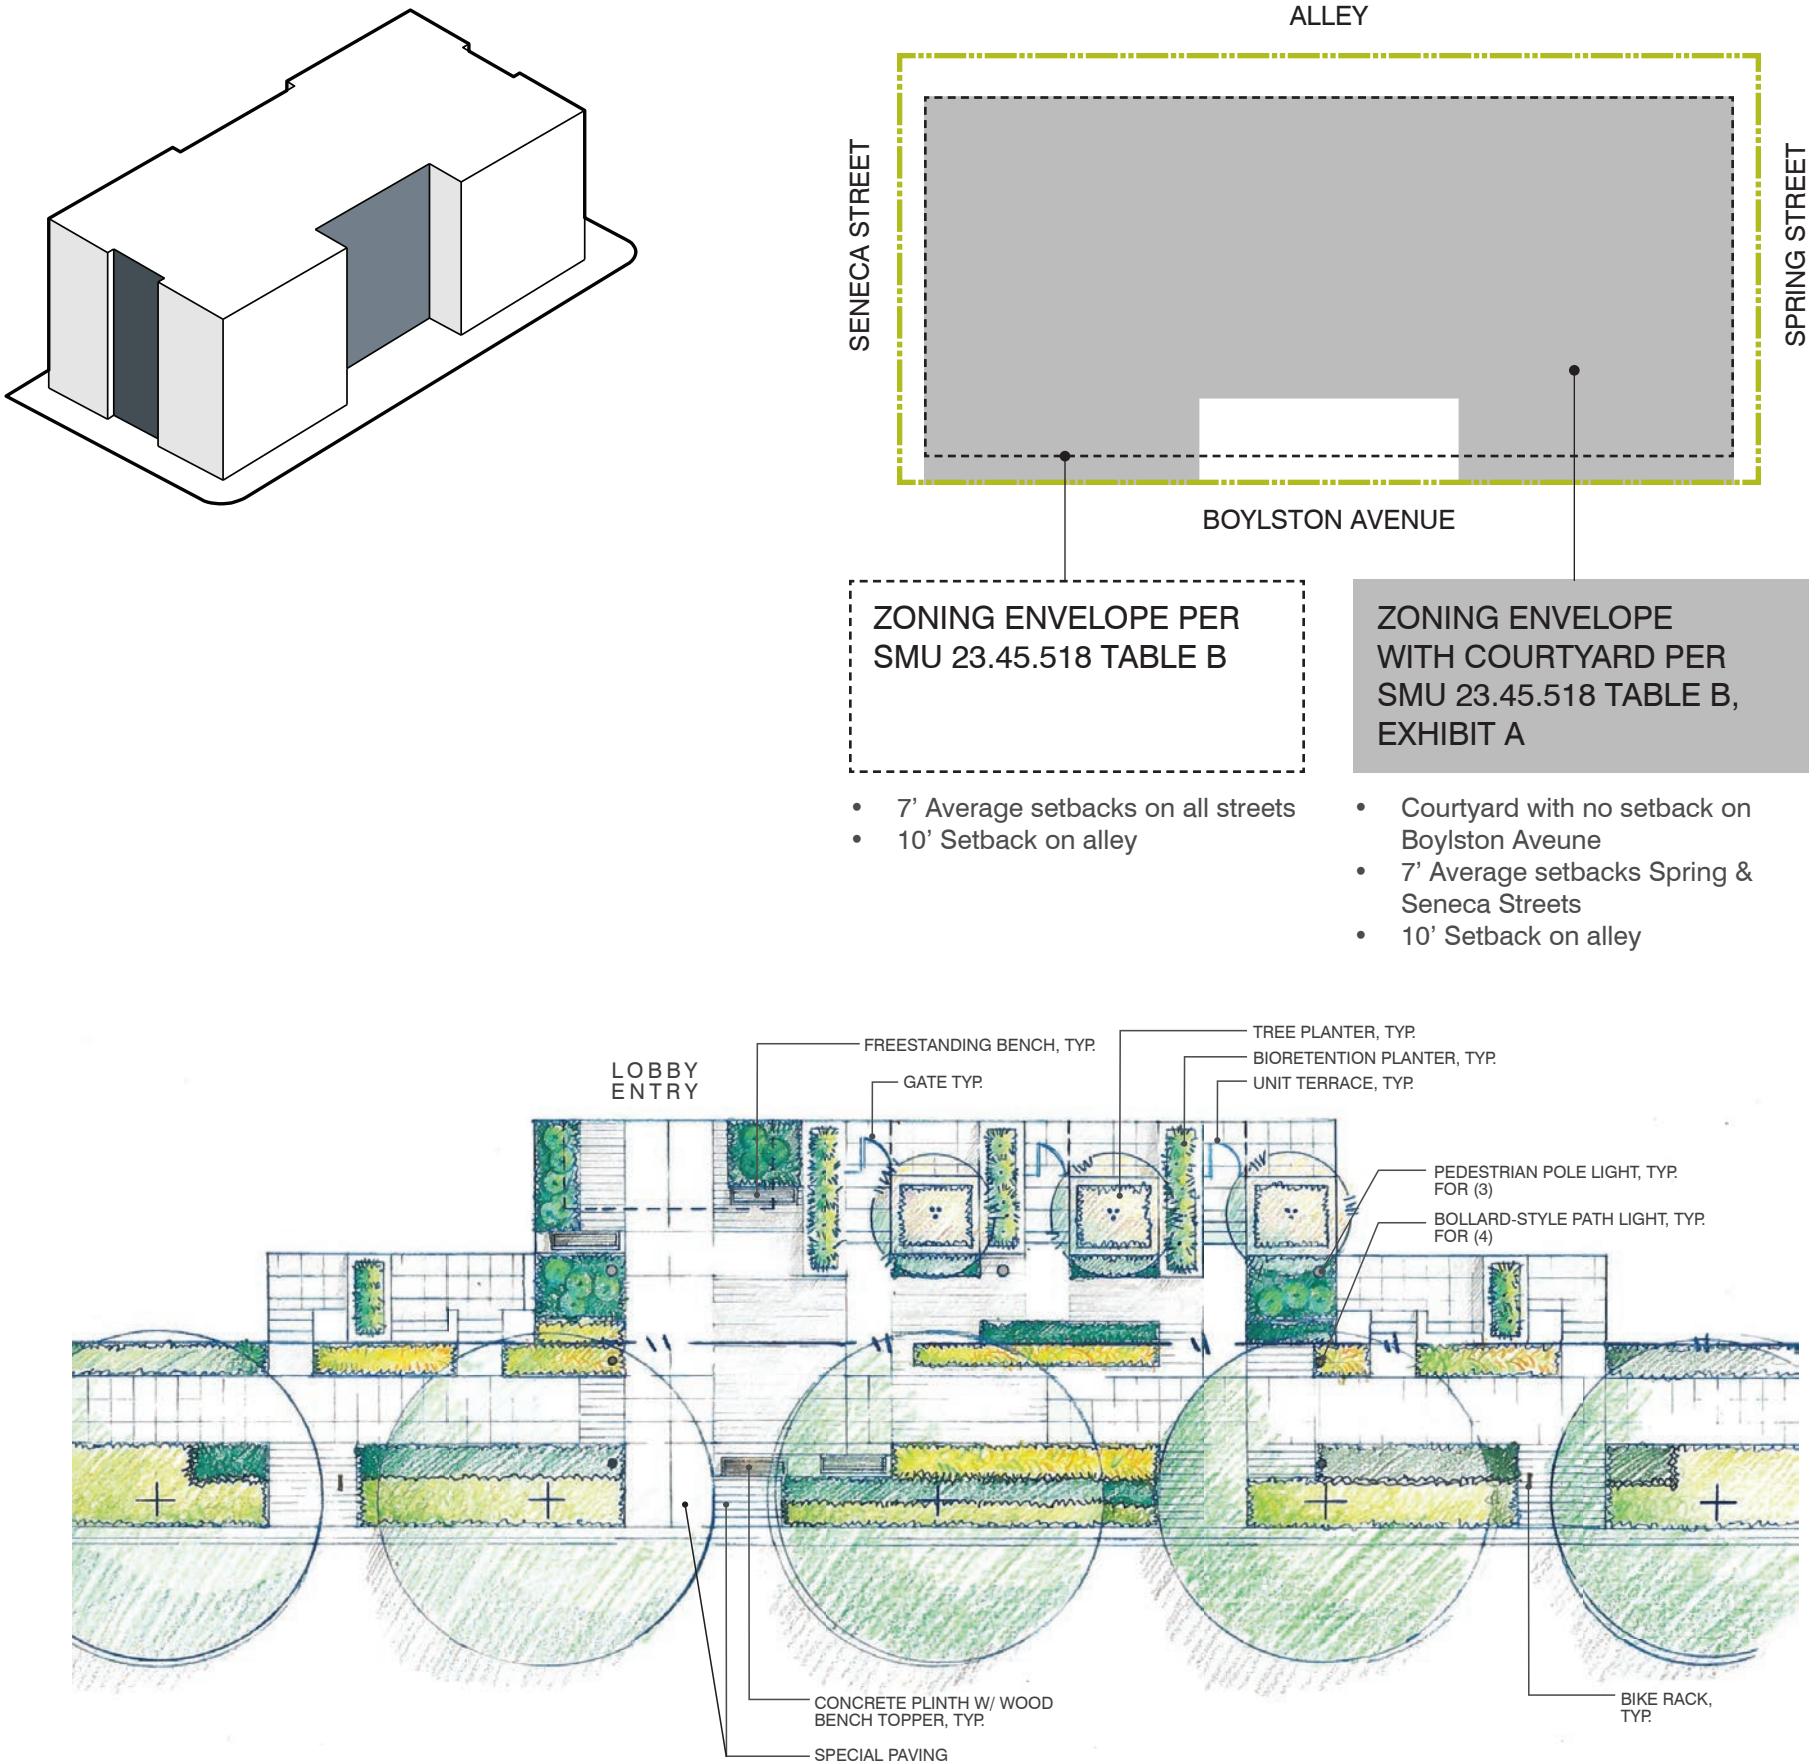 ALLEY
SENECA STREET
SPRING STREET
BOYLSTON AVENUE
ZONING ENVELOPE PER
SMU 23.45.518 TABLE B
• 7’ Average setbacks on all streets
• 10’ Setback on alley
ZONING ENVELOPE
WITH COURTYARD PER
SMU 23.45.518 TABLE B,
EXHIBIT A
• Courtyard with no setback on
Boylston Aveune
• 7’ Average setbacks Spring &
Seneca Streets
• 10’ Setback on alley
LOBBY
ENTRY
FREESTANDING BENCH, TYP.
GATE TYP.
TREE PLANTER, TYP.
BIORETENTION PLANTER, TYP.
UNIT TERRACE, TYP.
PEDESTRIAN POLE LIGHT, TYP.
FOR (3)
BOLLARD-STYLE PATH LIGHT, TYP.
FOR (4)
CONCRETE PLINTH W/ WOOD
BENCH TOPPER, TYP.
SPECIAL PAVING
BIKE RACK,
TYP.